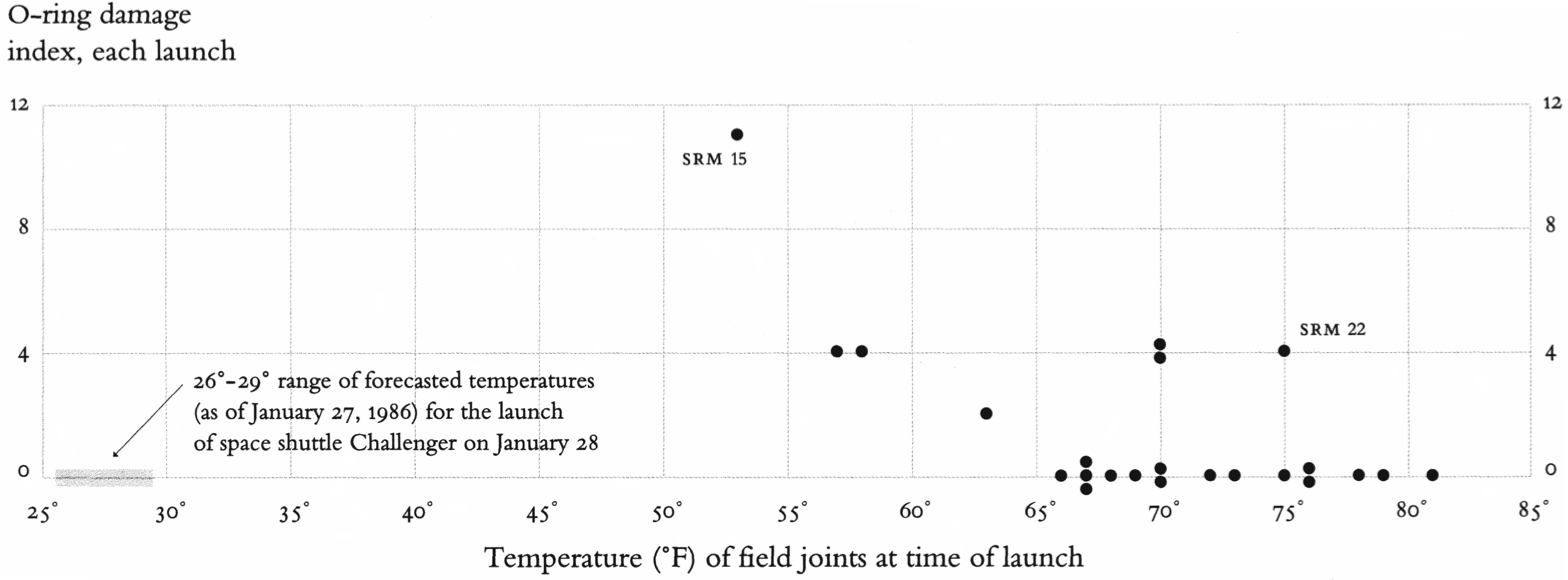 O-ring damage
index, each launch
12
12
SRM 15
8
8
SRM 22
4
4
26°-29° range of forecasted temperatures
(as of January 27, 1986) for the launch
of space shuttle Challenger on January 28
0
0
25° 30° 35° 40° 45° 50° 55° 60° 65° 70° 75° 80° 85°
Temperature (°F) of field joints at time of launch